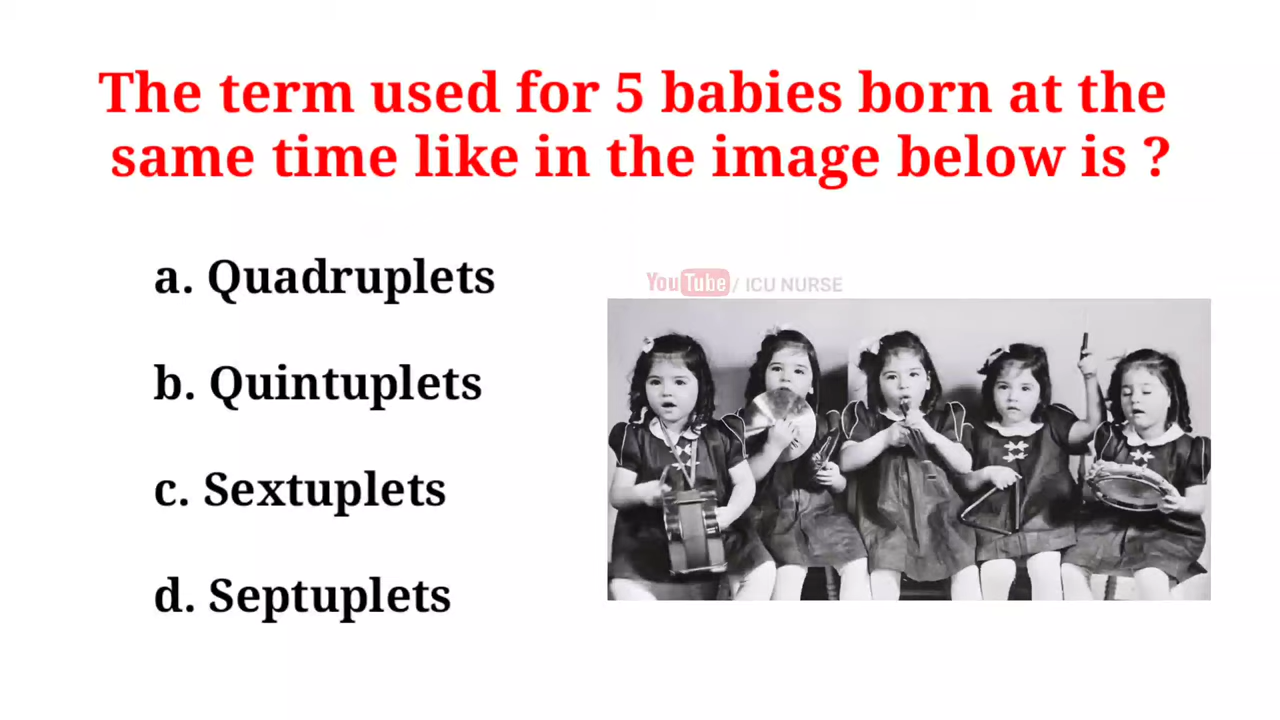 The term used for 5 babies born at the
same time like in the image below is ?
a. Quadruplets
b. Quintuplets
c. Sextuplets
d. Septuplets
YouTube / ICU NURSE